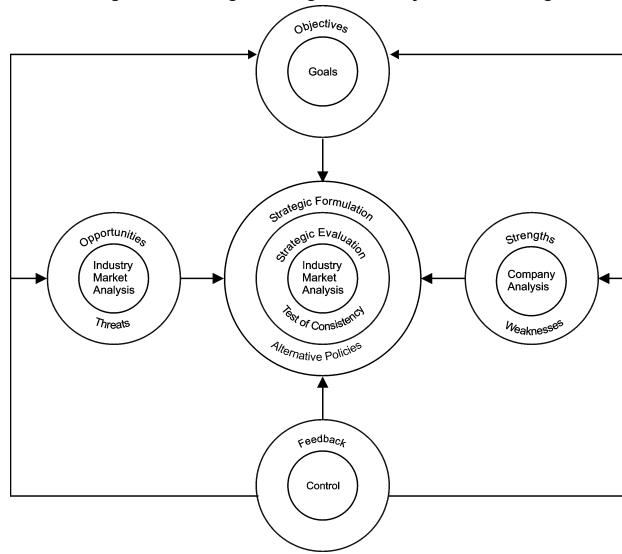 Objectives
Goals
Strategic Formulation
Strategic Evaluation
Industry
Market
Analysis
Test of Consistency
Alternative Policies
Opportunities
Industry
Market
Analysis
Threats
Strengths
Company
Analysis
Weaknesses
Feedback
Control